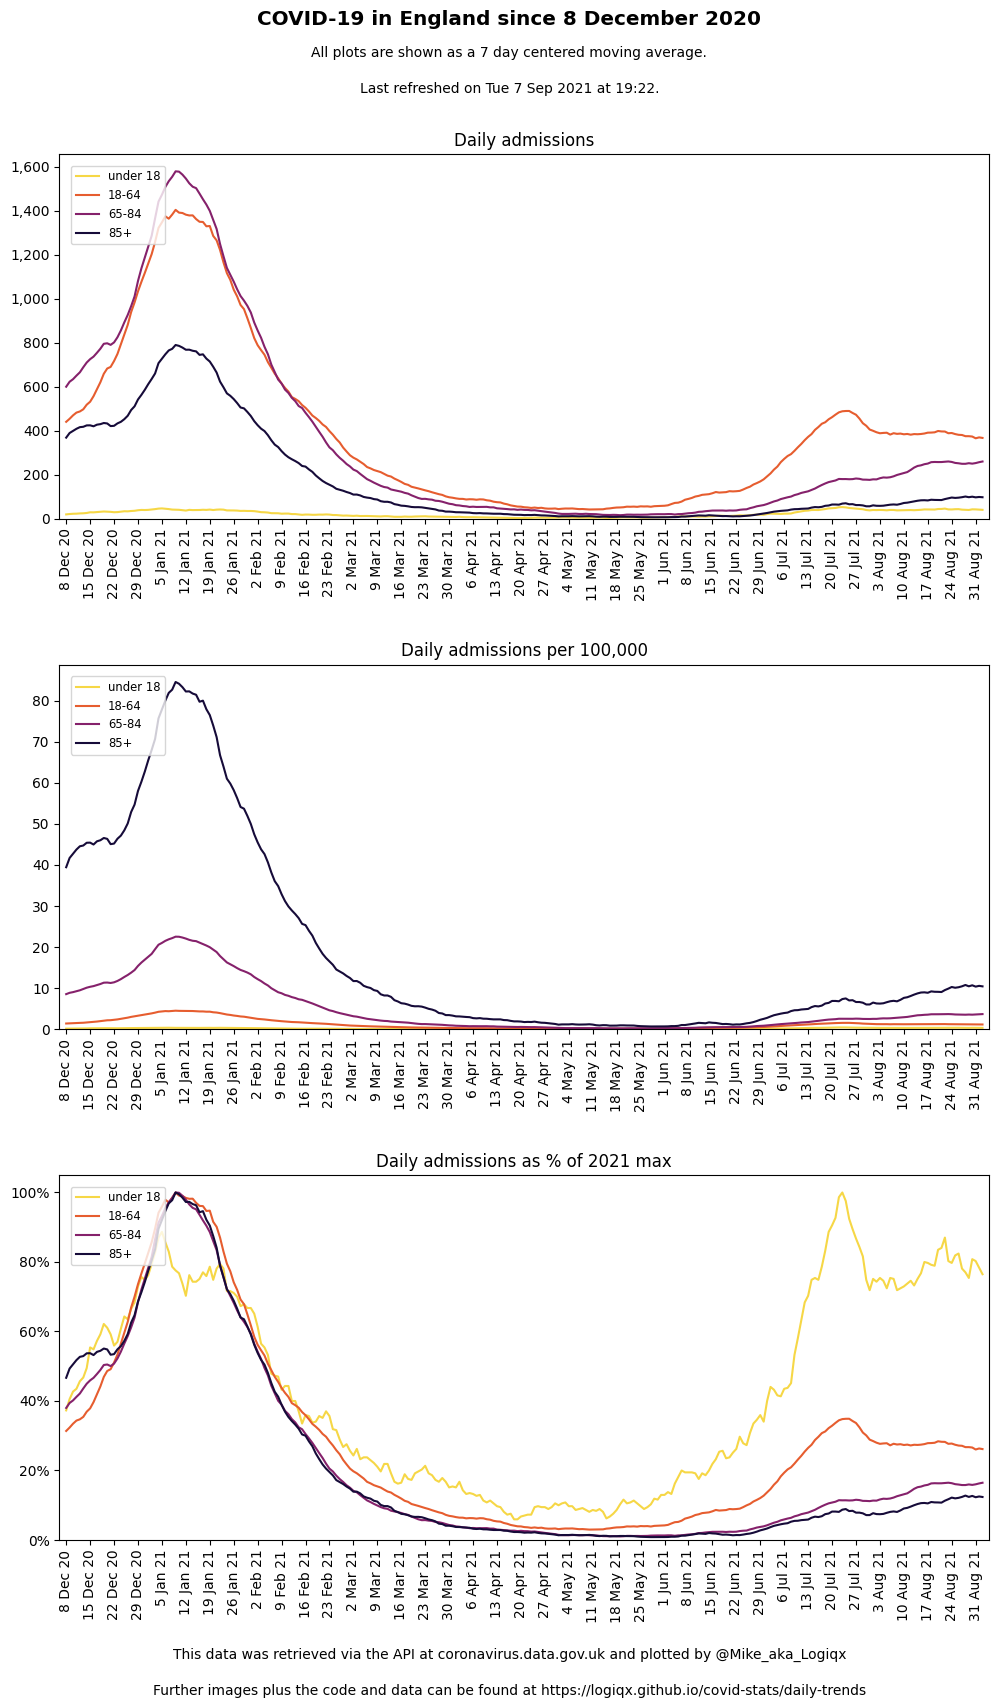 COVID-19 in England since 8 December 2020
All plots are shown as a 7 day centered moving average.
Last refreshed on Tue 7 Sep 2021 at 19:22.
Daily admissions
1,600
1,400
1,200
1,000
800
600
400
200
0
under 18
18-64
65-84
85+
8 Dec 20
15 Dec 20
22 Dec 20
29 Dec 20
5 Jan 21
12 Jan 21
19 Jan 21
26 Jan 21
2 Feb 21
9 Feb 21
16 Feb 21
23 Feb 21
2 Mar 21
9 Mar 21
16 Mar 21
23 Mar 21
30 Mar 21
6 Apr 21
13 Apr 21
20 Apr 21
27 Apr 21
4 May 21
11 May 21
18 May 21
25 May 21
1 Jun 21
8 Jun 21
15 Jun 21
22 Jun 21
29 Jun 21
6 Jul 21
13 Jul 21
20 Jul 21
27 Jul 21
3 Aug 21
10 Aug 21
17 Aug 21
24 Aug 21
31 Aug 21
Daily admissions per 100,000
80
70
60
50
40
30
20
10
0
under 18
18-64
65-84
85+
8 Dec 20
15 Dec 20
22 Dec 20
29 Dec 20
5 Jan 21
12 Jan 21
19 Jan 21
26 Jan 21
2 Feb 21
9 Feb 21
16 Feb 21
23 Feb 21
2 Mar 21
9 Mar 21
16 Mar 21
23 Mar 21
30 Mar 21
6 Apr 21
13 Apr 21
20 Apr 21
27 Apr 21
4 May 21
11 May 21
18 May 21
25 May 21
1 Jun 21
8 Jun 21
15 Jun 21
22 Jun 21
29 Jun 21
6 Jul 21
13 Jul 21
20 Jul 21
27 Jul 21
3 Aug 21
10 Aug 21
17 Aug 21
24 Aug 21
31 Aug 21
Daily admissions as % of 2021 max
100%
80%
60%
40%
20%
0%
under 18
18-64
65-84
85+
8 Dec 20
15 Dec 20
22 Dec 20
29 Dec 20
5 Jan 21
12 Jan 21
19 Jan 21
26 Jan 21
2 Feb 21
9 Feb 21
16 Feb 21
23 Feb 21
2 Mar 21
9 Mar 21
16 Mar 21
23 Mar 21
30 Mar 21
6 Apr 21
13 Apr 21
20 Apr 21
27 Apr 21
4 May 21
11 May 21
18 May 21
25 May 21
1 Jun 21
8 Jun 21
15 Jun 21
22 Jun 21
29 Jun 21
6 Jul 21
13 Jul 21
20 Jul 21
27 Jul 21
3 Aug 21
10 Aug 21
17 Aug 21
24 Aug 21
31 Aug 21
This data was retrieved via the API at coronavirus.data.gov.uk and plotted by @Mike_aka_Logiqx
Further images plus the code and data can be found at https://logiqx.github.io/covid-stats/daily-trends